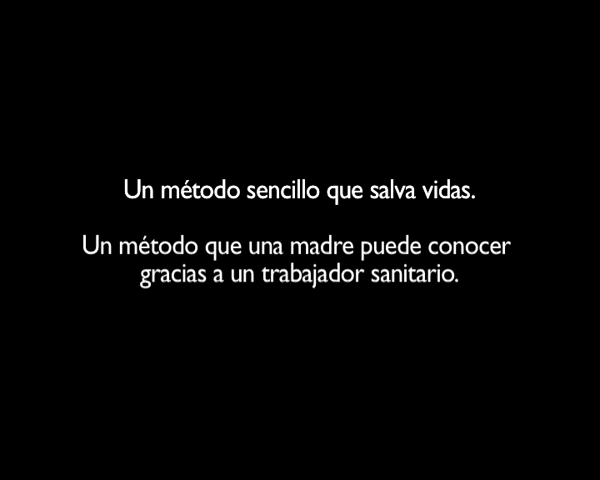 Un método sencillo que salva vidas.
Un método que una madre puede conocer
gracias a un trabajador sanitario.